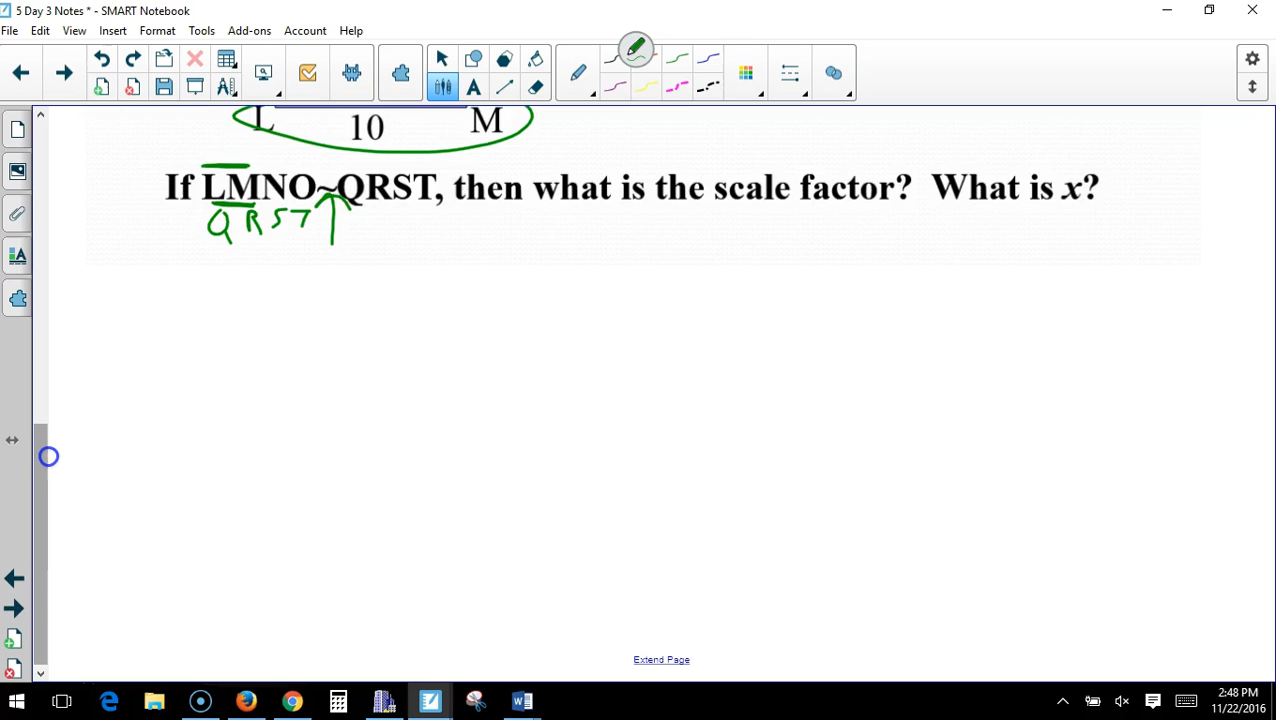 5 Day 3 Notes * - SMART Notebook
File Edit View Insert Format Tools Add-ons Account Help
L 10 M
If LMNO~QRST, then what is the scale factor? What is x?
QRST
Extend Page
2:48 PM
11/22/2016